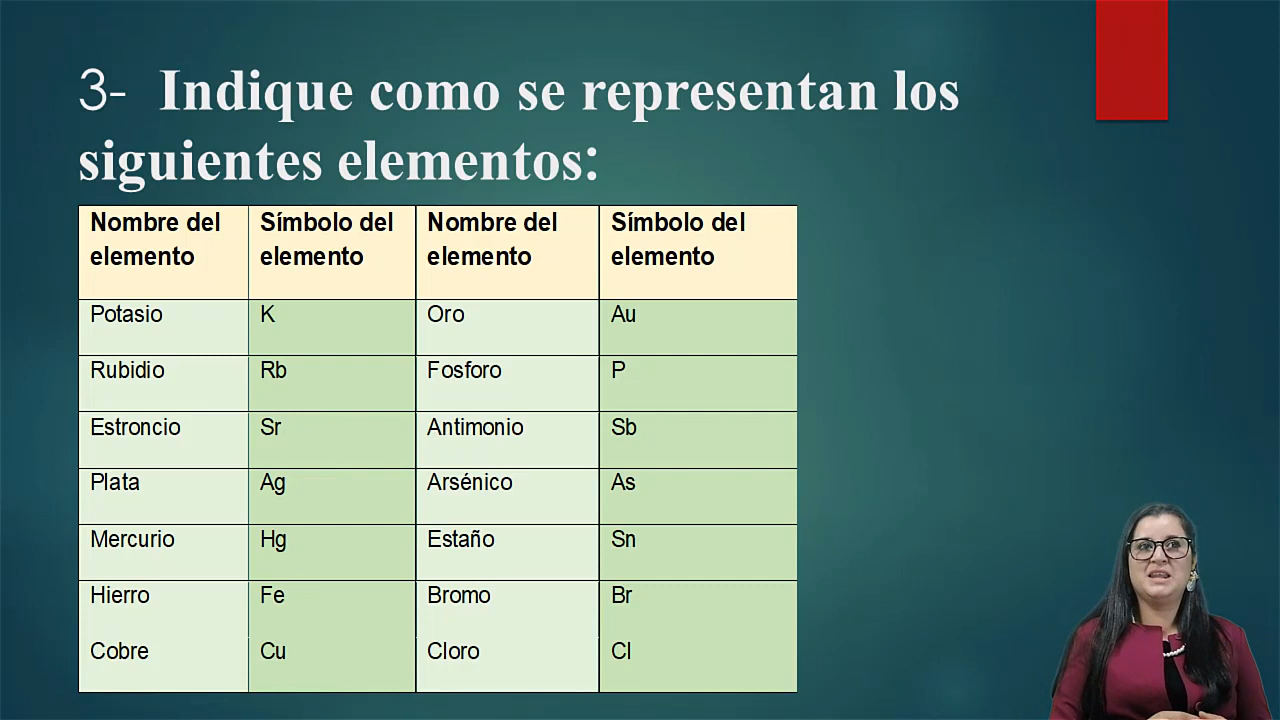 3- Indique como se representan los
siguientes elementos:
Nombre del elemento Símbolo del elemento Nombre del elemento Símbolo del elemento
Potasio K Oro Au
Rubidio Rb Fosforo P
Estroncio Sr Antimonio Sb
Plata Ag Arsénico As
Mercurio Hg Estaño Sn
Hierro Fe Bromo Br
Cobre Cu Cloro Cl